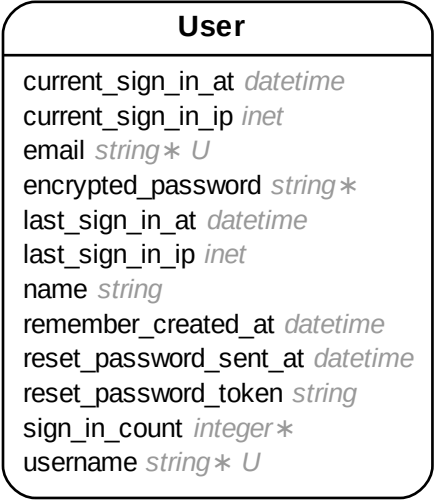 User
current_sign_in_at datetime
current_sign_in_ip inet
email string∗ U
encrypted_password string∗
last_sign_in_at datetime
last_sign_in_ip inet
name string
remember_created_at datetime
reset_password_sent_at datetime
reset_password_token string
sign_in_count integer∗
username string∗ U